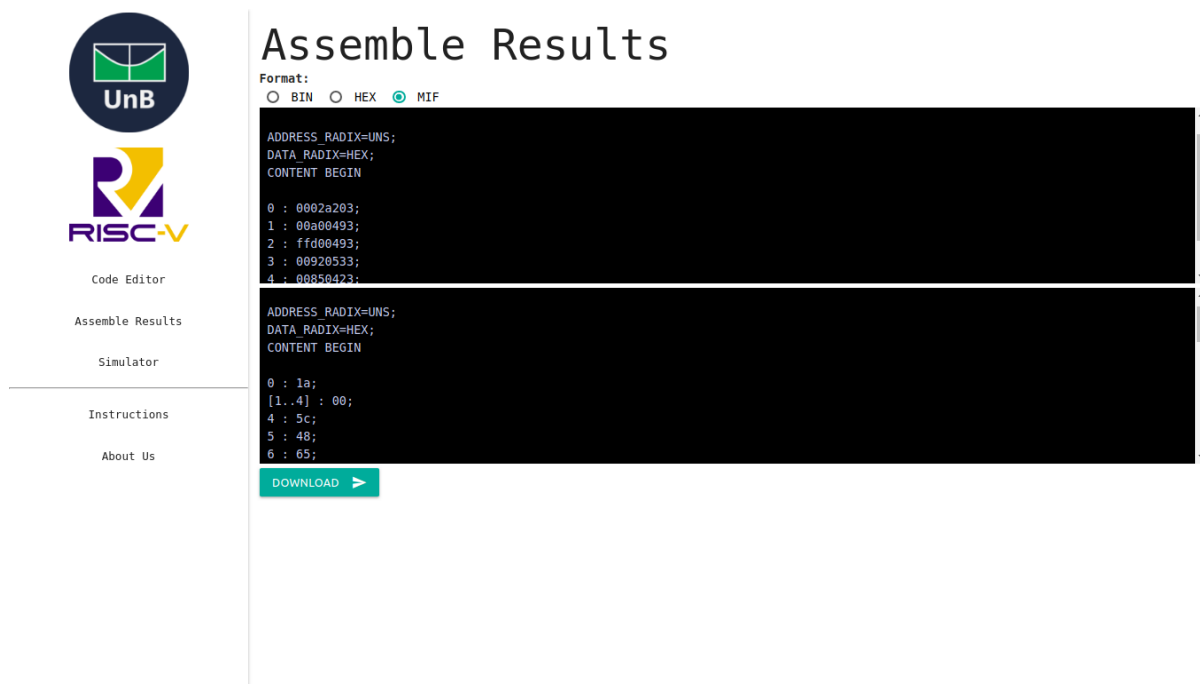 UnB
RISC-V
Code Editor
Assemble Results
Simulator
Instructions
About Us
Assemble Results
Format:
BIN HEX MIF
ADDRESS_RADIX=UNS;
DATA_RADIX=HEX;
CONTENT BEGIN
0 : 0002a203;
1 : 00a00493;
2 : ffd00493;
3 : 00920533;
4 : 00850423;
ADDRESS_RADIX=UNS;
DATA_RADIX=HEX;
CONTENT BEGIN
0 : 1a;
[1..4] : 00;
4 : 5c;
5 : 48;
6 : 65;
DOWNLOAD